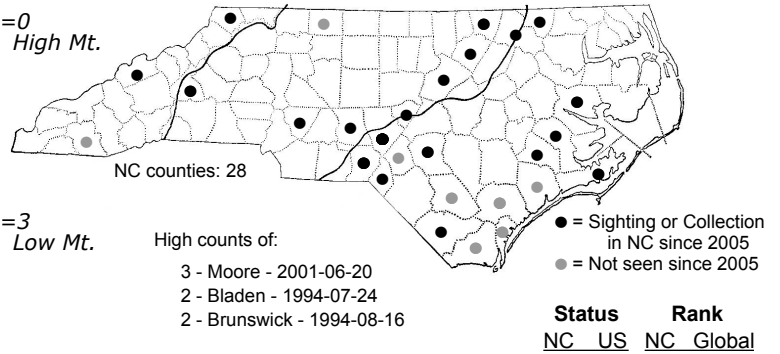 =0
High Mt.
NC counties: 28
=3
Low Mt.
High counts of:
3 - Moore - 2001-06-20
2 - Bladen - 1994-07-24
2 - Brunswick - 1994-08-16
= Sighting or Collection
in NC since 2005
= Not seen since 2005
Status Rank
NC US NC Global